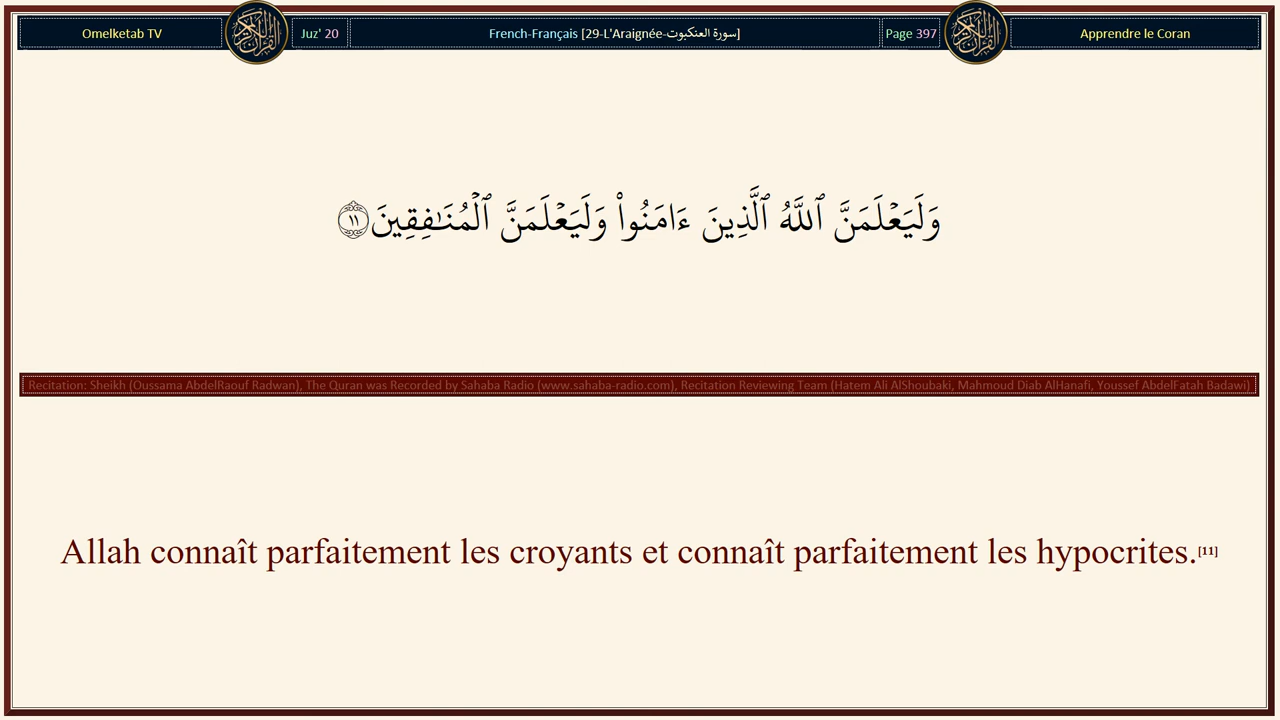 Omelketab TV
Juz' 20
French-Français [29-L'Araignée-سورة العنكبوت]
Page 397
Apprendre le Coran
وَلَيَعۡلَمَنَّ ٱللَّهُ ٱلَّذِينَ ءَامَنُواْ وَلَيَعۡلَمَنَّ ٱلۡمُنَٰفِقِينَ ١١
Recitation: Sheikh (Oussama AbdelRaouf Radwan), The Quran was Recorded by Sahaba Radio (www.sahaba-radio.com), Recitation Reviewing Team (Hatem Ali AlShoubaki, Mahmoud Diab AlHanafi, Youssef AbdelFatah Badawi)
Allah connaît parfaitement les croyants et connaît parfaitement les hypocrites.[11]